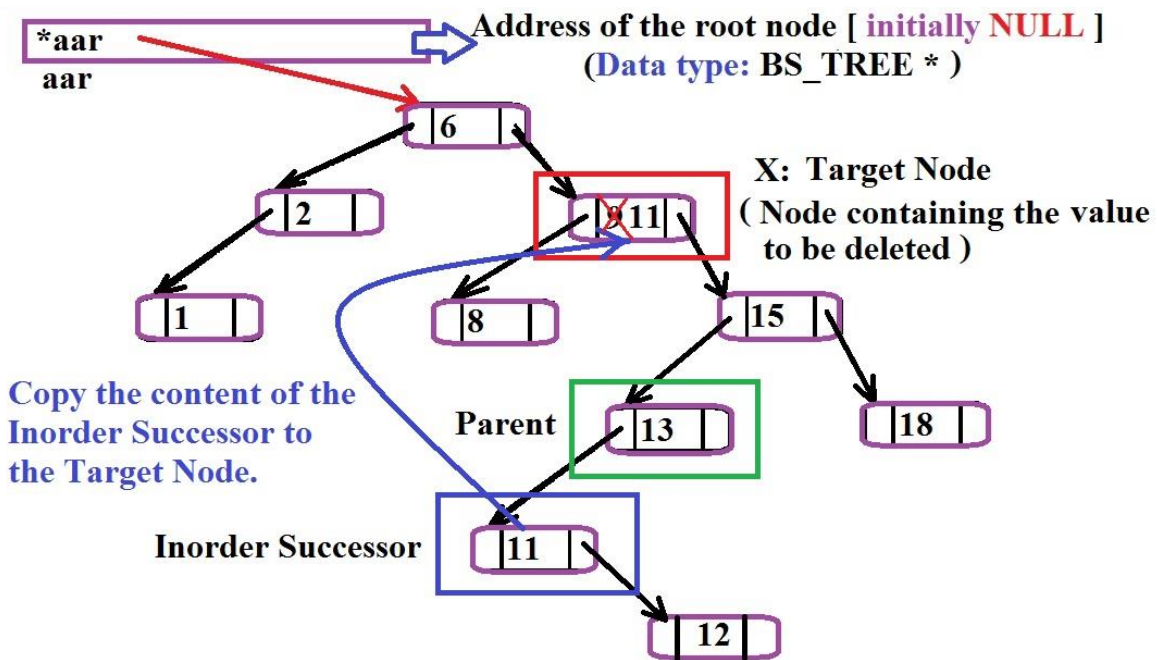 *aar
aar
Address of the root node [ initially NULL ]
(Data type: BS_TREE * )
6
2
9 11
X: Target Node
( Node containing the value
to be deleted )
1
8
15
Copy the content of the
Inorder Successor to
the Target Node.
Parent
13
18
Inorder Successor
11
12